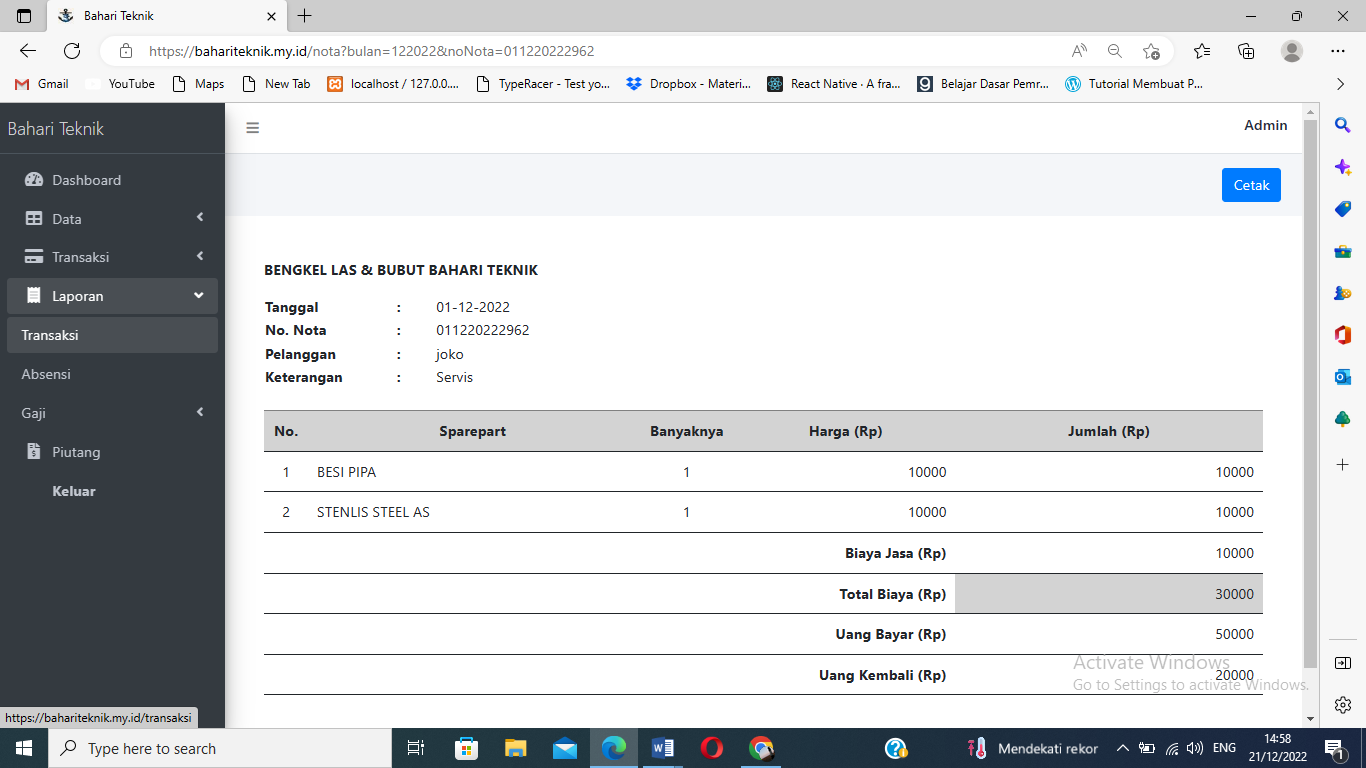 Bahari Teknik
https://bahariteknik.my.id/nota?bulan=122022&noNota=011220222962
Gmail
YouTube
Maps
New Tab
localhost / 127.0.0....
TypeRacer - Test yo...
Dropbox - Materi...
React Native · A fra...
Belajar Dasar Pemr...
Tutorial Membuat P...
Bahari Teknik
Admin
Dashboard
Data
Transaksi
Laporan
Transaksi
Absensi
Gaji
Piutang
Keluar
Cetak
BENGKEL LAS & BUBUT BAHARI TEKNIK
Tanggal : 01-12-2022
No. Nota : 011220222962
Pelanggan : joko
Keterangan : Servis
No. Sparepart Banyaknya Harga (Rp) Jumlah (Rp)
1 BESI PIPA 1 10000 10000
2 STENLIS STEEL AS 1 10000 10000
Biaya Jasa (Rp) 10000
Total Biaya (Rp) 30000
Uang Bayar (Rp) 50000
Uang Kembali (Rp) 20000
Activate Windows
Go to Settings to activate Windows.
https://bahariteknik.my.id/transaksi
Type here to search
Mendekati rekor
ENG
14:58
21/12/2022
1